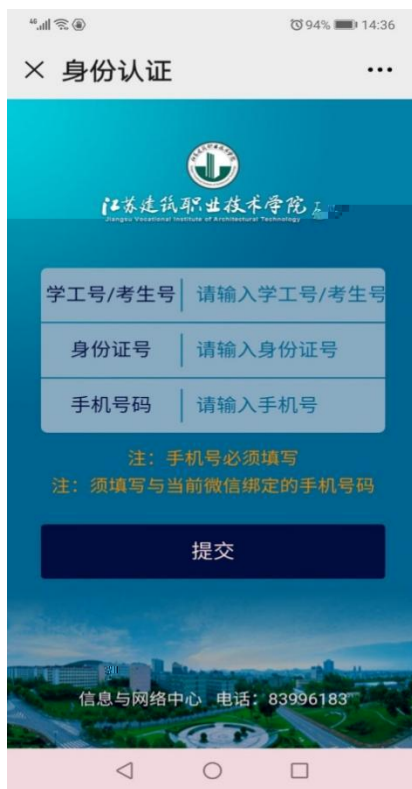 46
94% 14:36
身份认证
江苏建筑职业技术学院
Jiangsu Vocational Institute of Architectural Technology
学工号/考生号 请输入学工号/考生号
身份证号 请输入身份证号
手机号码 请输入手机号
注：手机号必须填写
注：须填写与当前微信绑定的手机号码
提交
信息与网络中心 电话：83996183